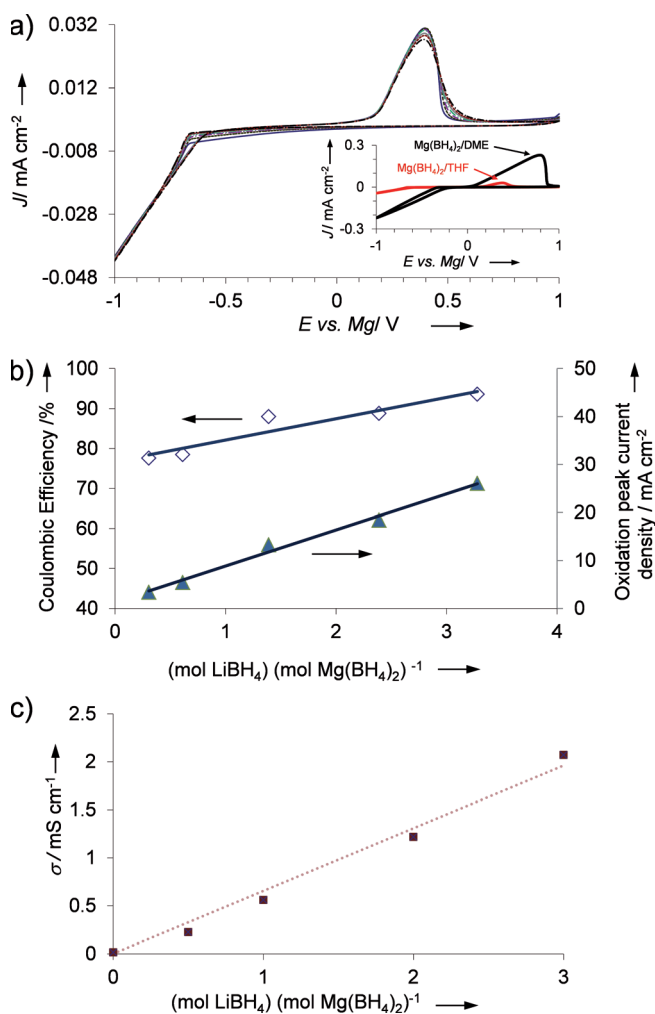 a)
0.032
0.012
-0.008
-0.028
-0.048
J/ mA cm-2
-1
-0.5
0
0.5
1
E vs. Mg/ V
0.3
0
-0.3
J / mA cm-2
Mg(BH4)2/DME
Mg(BH4)2/THF
-1
0
1
E vs. Mg/ V
b)
100
90
80
70
60
50
40
Coulombic Efficiency /%
50
40
30
20
10
0
Oxidation peak current
density / mA cm-2
0
1
2
3
4
(mol LiBH4) (mol Mg(BH4)2) -1
c)
2.5
2
1.5
1
0.5
0
σ / mS cm-1
0
1
2
3
(mol LiBH4) (mol Mg(BH4)2)-1